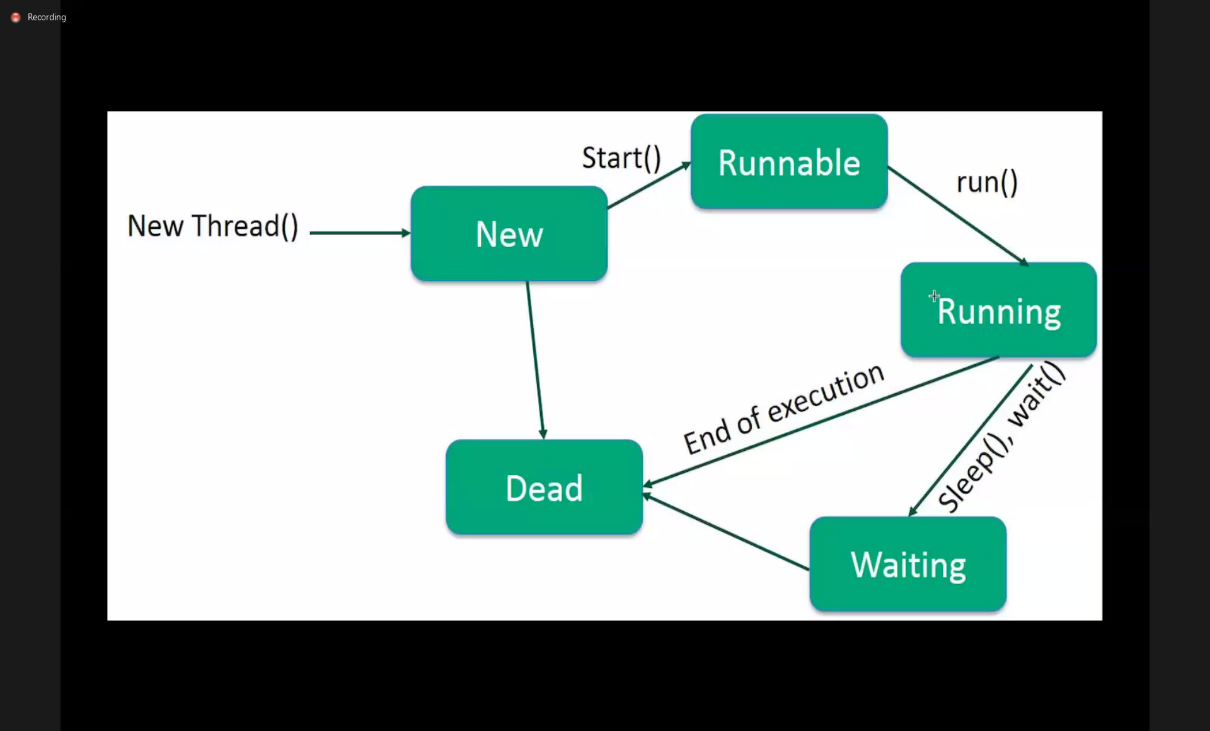 Recording
New Thread()
New
Start()
Runnable
run()
Running
End of execution
Sleep(), wait()
Dead
Waiting